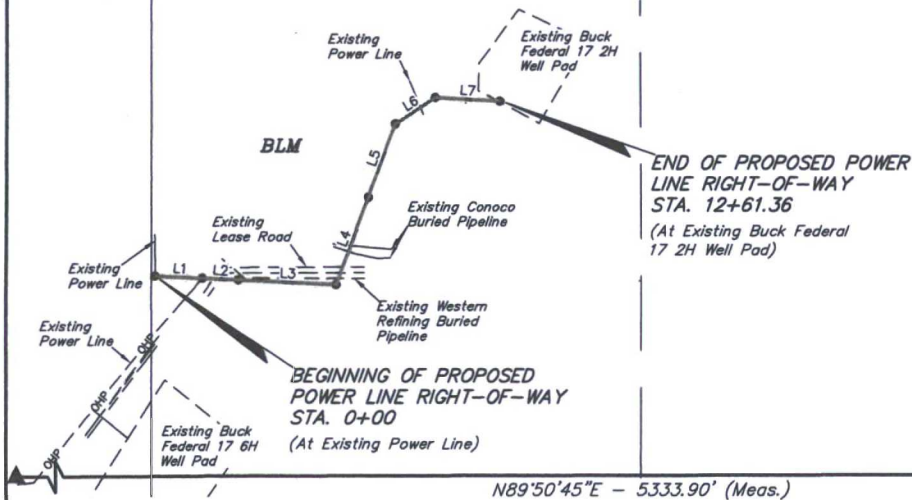 Existing
Power Line
Existing Buck
Federal 17 2H
Well Pad
L6
L7
BLM
L5
END OF PROPOSED POWER
LINE RIGHT-OF-WAY
STA. 12+61.36
(At Existing Buck Federal
17 2H Well Pad)
Existing Conoco
Buried Pipeline
Existing
Lease Road
L4
Existing
Power Line
L1
L2
L3
Existing Western
Refining Buried
Pipeline
Existing
Power Line
OHP
BEGINNING OF PROPOSED
POWER LINE RIGHT-OF-WAY
STA. 0+00
(At Existing Power Line)
OHP
Existing Buck
Federal 17 6H
Well Pad
OHP
N89°50'45"E - 5333.90' (Meas.)